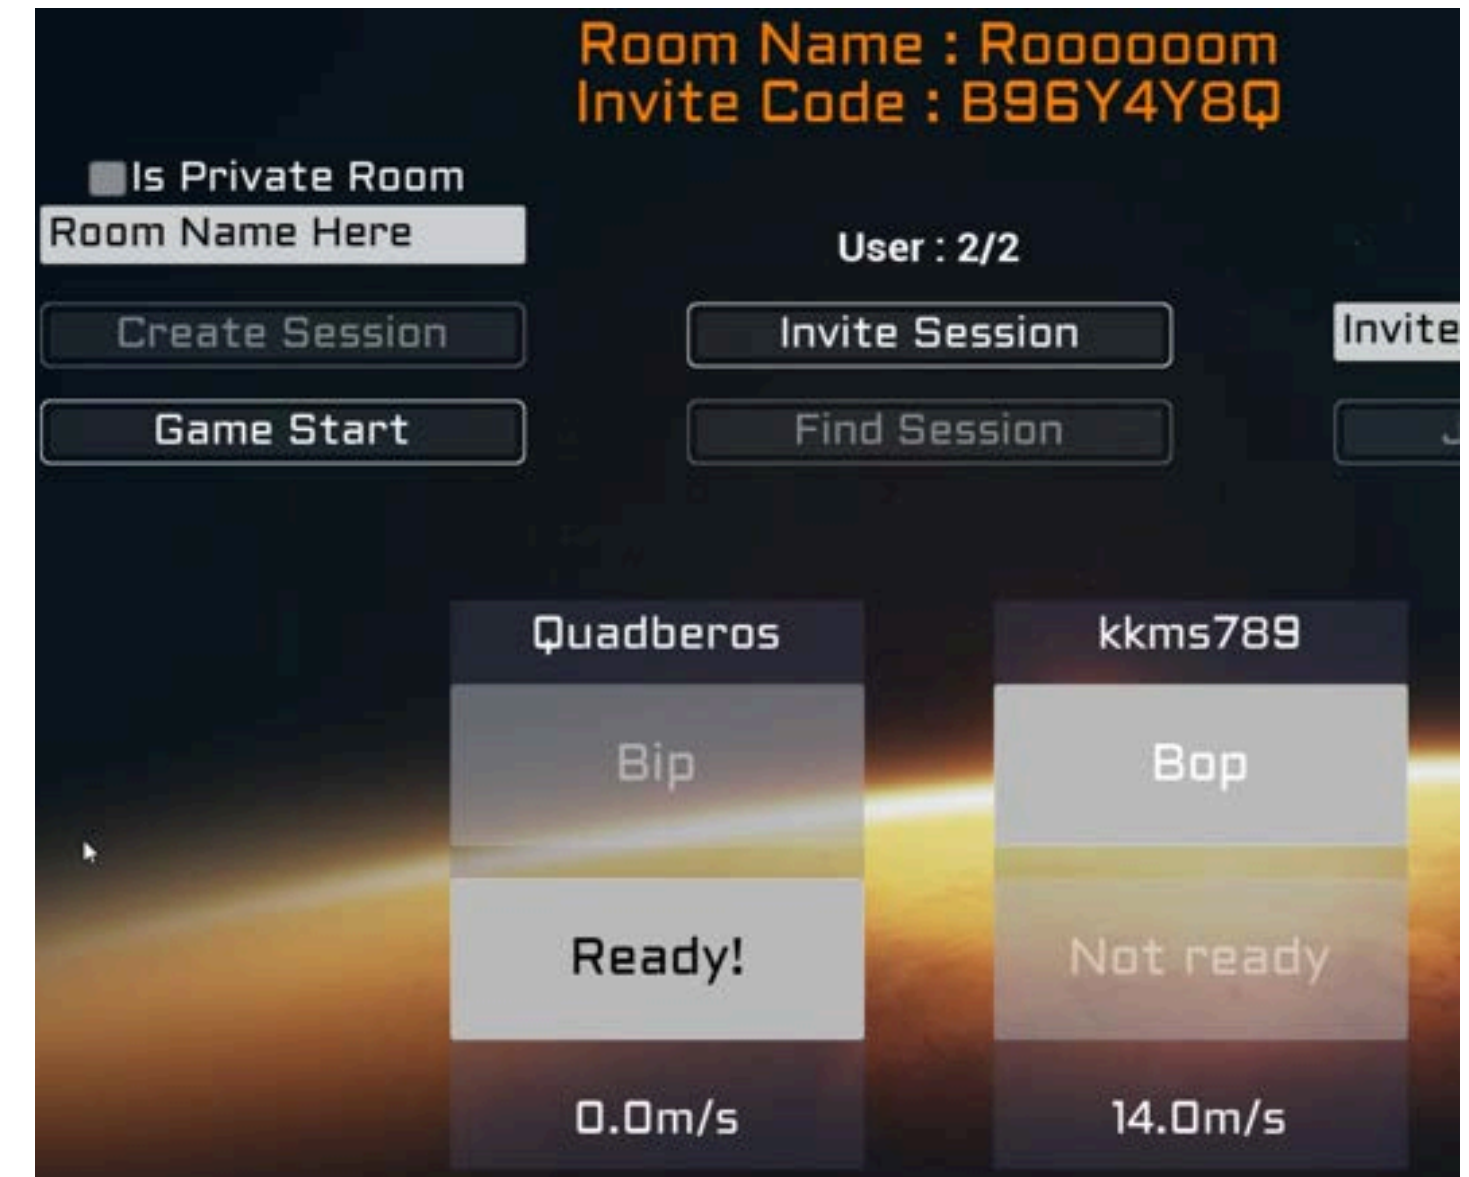 Room Name : Roooooom
Invite Code : B96Y4Y8Q
Is Private Room
Room Name Here
User : 2/2
Create Session
Invite Session
Invite
Game Start
Find Session
Quadberos
kkms789
Bip
Bop
Ready!
Not ready
0.0m/s
14.0m/s